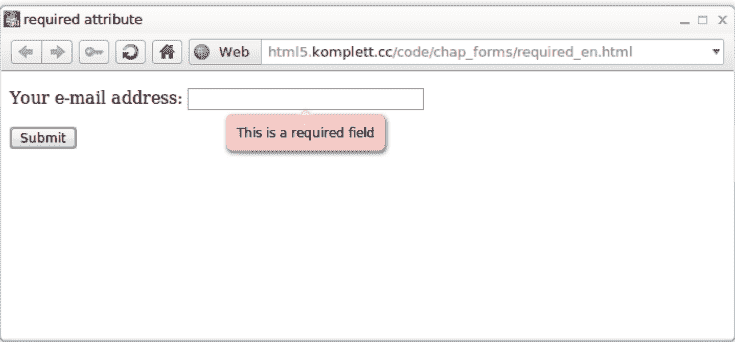 required attribute
Web html5.komplett.cc/code/chap_forms/required_en.html
Your e-mail address:
This is a required field
Submit